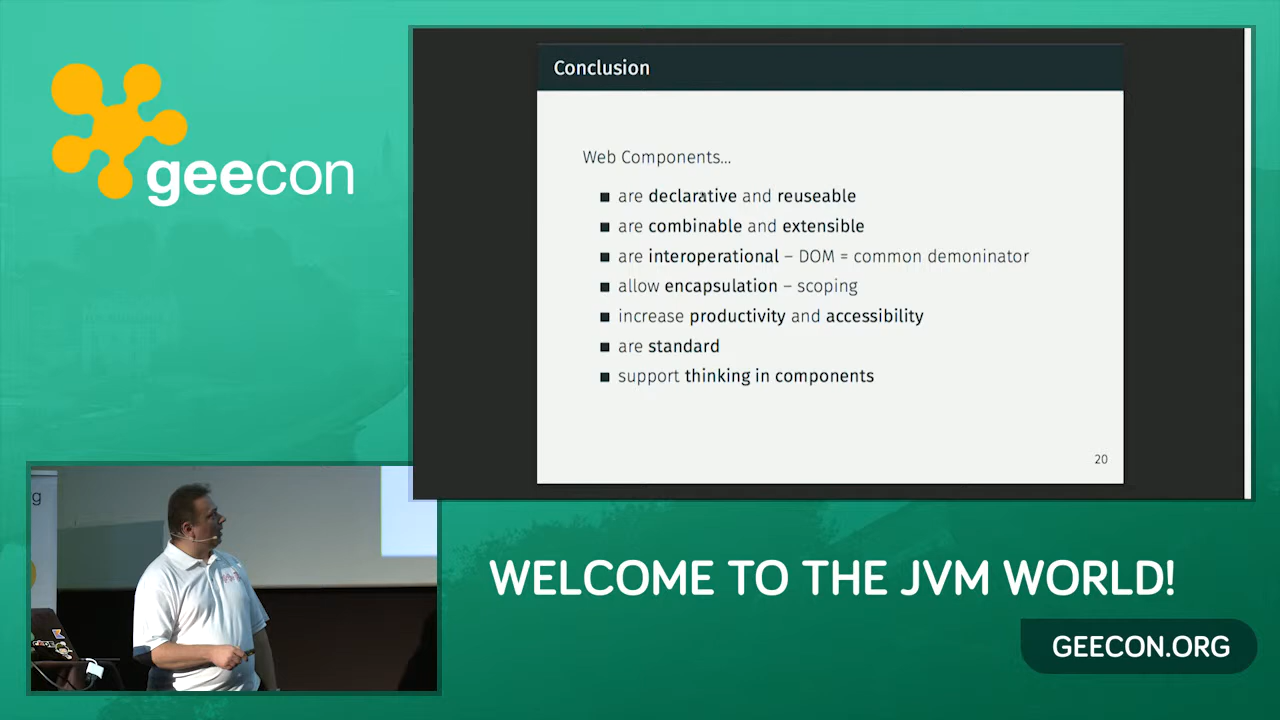 geecon
Conclusion
Web Components...
are declarative and reuseable
are combinable and extensible
are interoperational – DOM = common demoninator
allow encapsulation – scoping
increase productivity and accessibility
are standard
support thinking in components
20
g
WELCOME TO THE JVM WORLD!
GEECON.ORG